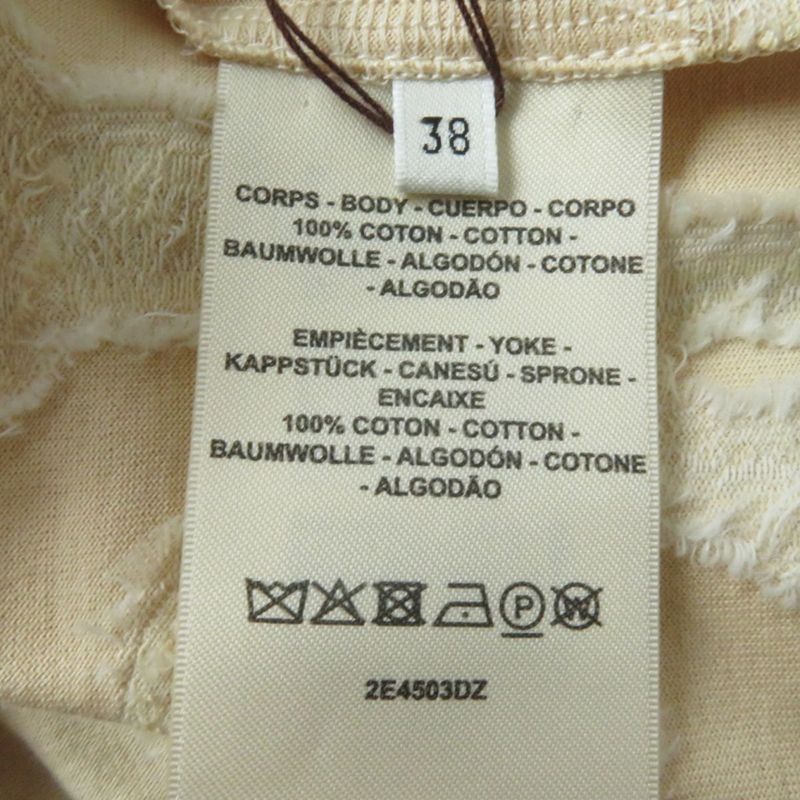 38
CORPS - BODY - CUERPO - CORPO
100% COTON - COTTON -
BAUMWOLLE - ALGODÓN - COTONE
- ALGODÃO
EMPIÈCEMENT - YOKE -
KAPPSTÜCK - CANESÚ - SPRONE -
ENCAIXE
100% COTON - COTTON -
BAUMWOLLE - ALGODÓN - COTONE
- ALGODÃO
P W
2E4503DZ